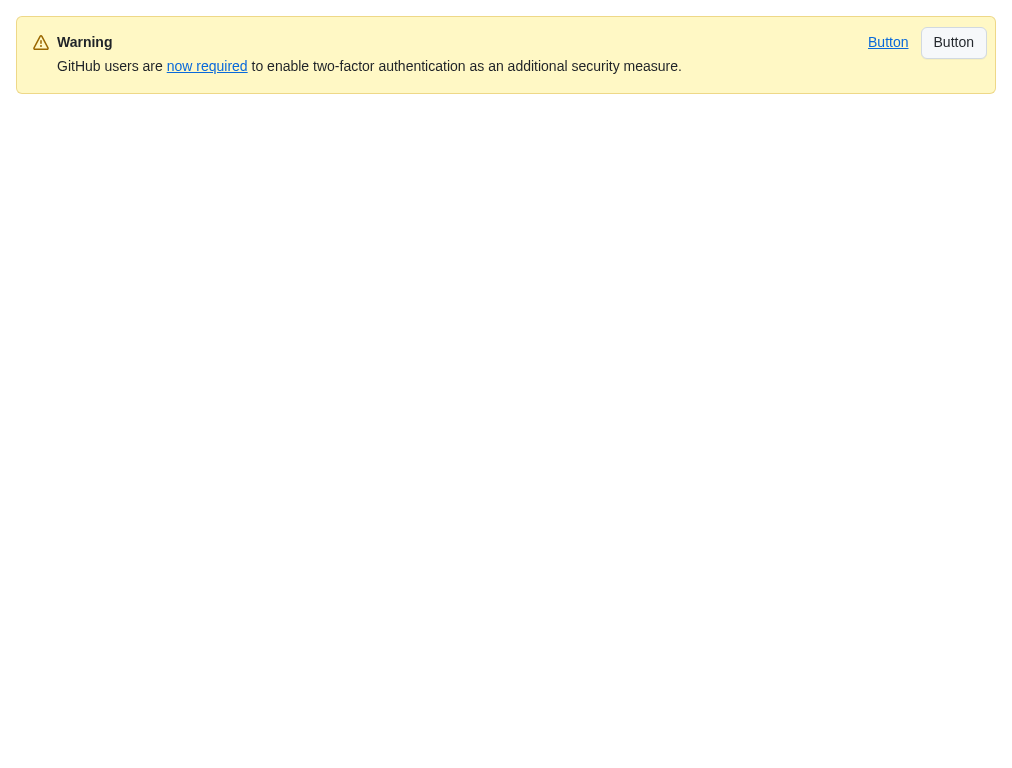 Warning
Button
Button
GitHub users are now required to enable two-factor authentication as an additional security measure.